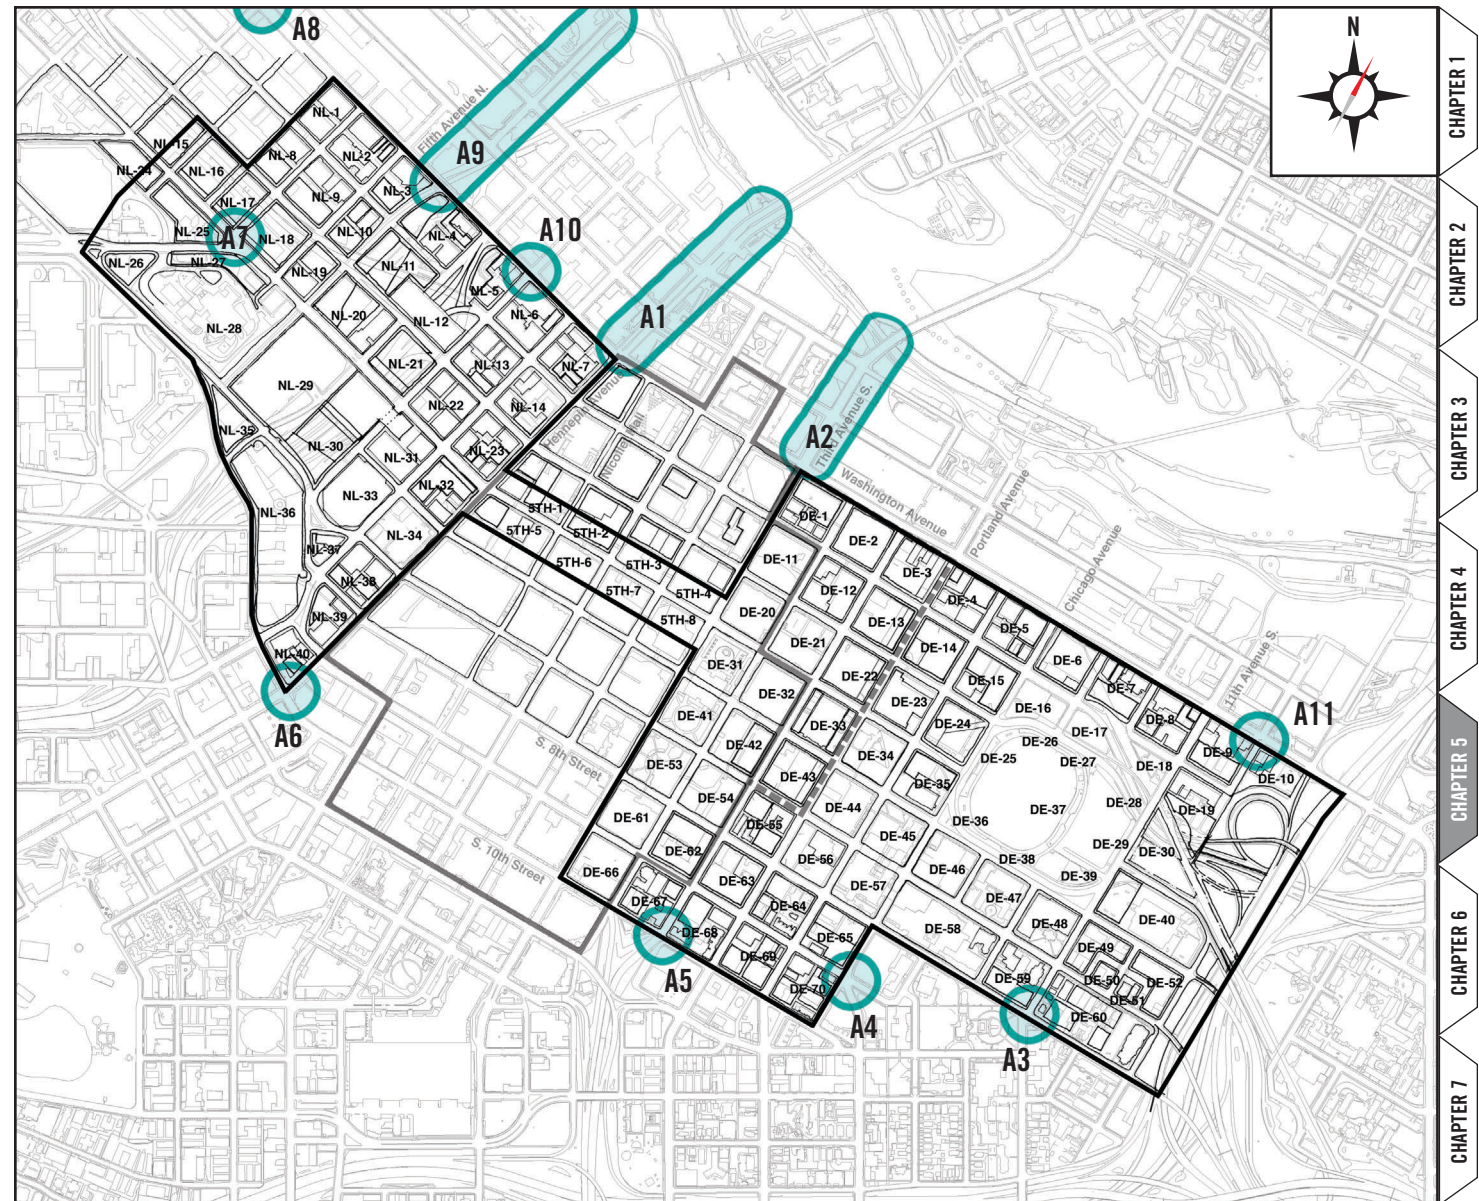 A8
N
CHAPTER 1
CHAPTER 2
CHAPTER 3
CHAPTER 4
CHAPTER 5
CHAPTER 6
CHAPTER 7
Fifth Avenue N.
A9
A10
A1
A2
A7
A6
A5
A4
A3
A11
Hennepin Avenue
Nicollet Mall
Third Avenue S.
Washington Avenue
Portland Avenue
Chicago Avenue
11th Avenue S.
S. 8th Street
S. 10th Street
NL-1
NL-2
NL-3
NL-4
NL-5
NL-6
NL-7
NL-8
NL-9
NL-10
NL-11
NL-12
NL-13
NL-14
NL-15
NL-16
NL-17
NL-18
NL-19
NL-20
NL-21
NL-22
NL-23
NL-24
NL-25
NL-26
NL-27
NL-28
NL-29
NL-30
NL-31
NL-32
NL-33
NL-34
NL-35
NL-36
NL-37
NL-38
NL-39
NL-40
5TH-1
5TH-2
5TH-3
5TH-4
5TH-5
5TH-6
5TH-7
5TH-8
DE-1
DE-2
DE-3
DE-4
DE-5
DE-6
DE-7
DE-8
DE-9
DE-10
DE-11
DE-12
DE-13
DE-14
DE-15
DE-16
DE-17
DE-18
DE-19
DE-20
DE-21
DE-22
DE-23
DE-24
DE-25
DE-26
DE-27
DE-28
DE-29
DE-30
DE-31
DE-32
DE-33
DE-34
DE-35
DE-36
DE-37
DE-38
DE-39
DE-40
DE-41
DE-42
DE-43
DE-44
DE-45
DE-46
DE-47
DE-48
DE-49
DE-50
DE-51
DE-52
DE-53
DE-54
DE-55
DE-56
DE-57
DE-58
DE-59
DE-60
DE-61
DE-62
DE-63
DE-64
DE-65
DE-66
DE-67
DE-68
DE-69
DE-70